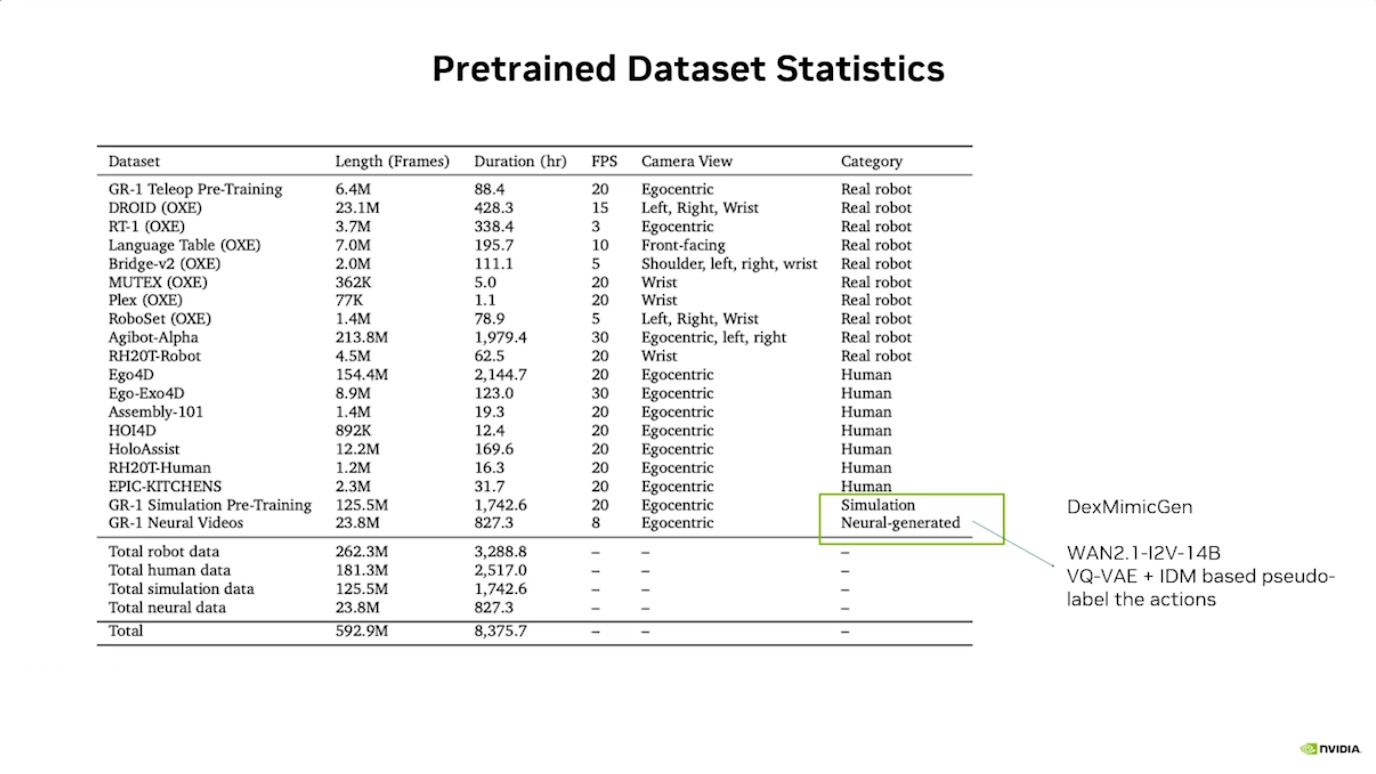 Pretrained Dataset Statistics
Dataset Length (Frames) Duration (hr) FPS Camera View Category
GR-1 Teleop Pre-Training 6.4M 88.4 20 Egocentric Real robot
DROID (OXE) 23.1M 428.3 15 Left, Right, Wrist Real robot
RT-1 (OXE) 3.7M 338.4 3 Egocentric Real robot
Language Table (OXE) 7.0M 195.7 10 Front-facing Real robot
Bridge-v2 (OXE) 2.0M 111.1 5 Shoulder, left, right, wrist Real robot
MUTEX (OXE) 362K 5.0 20 Wrist Real robot
Plex (OXE) 77K 1.1 20 Wrist Real robot
RoboSet (OXE) 1.4M 78.9 5 Left, Right, Wrist Real robot
Agibot-Alpha 213.8M 1,979.4 30 Egocentric, left, right Real robot
RH20T-Robot 4.5M 62.5 20 Wrist Real robot
Ego4D 154.4M 2,144.7 20 Egocentric Human
Ego-Exo4D 8.9M 123.0 30 Egocentric Human
Assembly-101 1.4M 19.3 20 Egocentric Human
HOI4D 892K 12.4 20 Egocentric Human
HoloAssist 12.2M 169.6 20 Egocentric Human
RH20T-Human 1.2M 16.3 20 Egocentric Human
EPIC-KITCHENS 2.3M 31.7 20 Egocentric Human
GR-1 Simulation Pre-Training 125.5M 1,742.6 20 Egocentric Simulation
GR-1 Neural Videos 23.8M 827.3 8 Egocentric Neural-generated
Total robot data 262.3M 3,288.8 – – –
Total human data 181.3M 2,517.0 – – –
Total simulation data 125.5M 1,742.6 – – –
Total neural data 23.8M 827.3 – – –
Total 592.9M 8,375.7 – – –
DexMimicGen
WAN2.1-I2V-14B
VQ-VAE + IDM based pseudo-
label the actions
NVIDIA